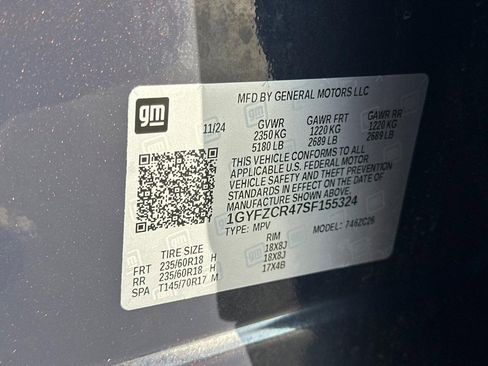 gm
MFD BY GENERAL MOTORS LLC
11/24 GVWR GAWR FRT GAWR RR
2350 KG 1220 KG 1220 KG
5180 LB 2689 LB 2689 LB
THIS VEHICLE CONFORMS TO ALL
APPLICABLE U.S. FEDERAL MOTOR
VEHICLE SAFETY AND THEFT PREVENTION
STANDARDS IN EFFECT ON THE DATE OF
MANUFACTURE SHOWN ABOVE.
1GYFZCR47SF155324
TYPE: MPV MODEL: 746ZC26
TIRE SIZE RIM
FRT 235/60R18 H 18X8J
RR 235/60R18 H 18X8J
SPA T145/70R17 M 17X4B